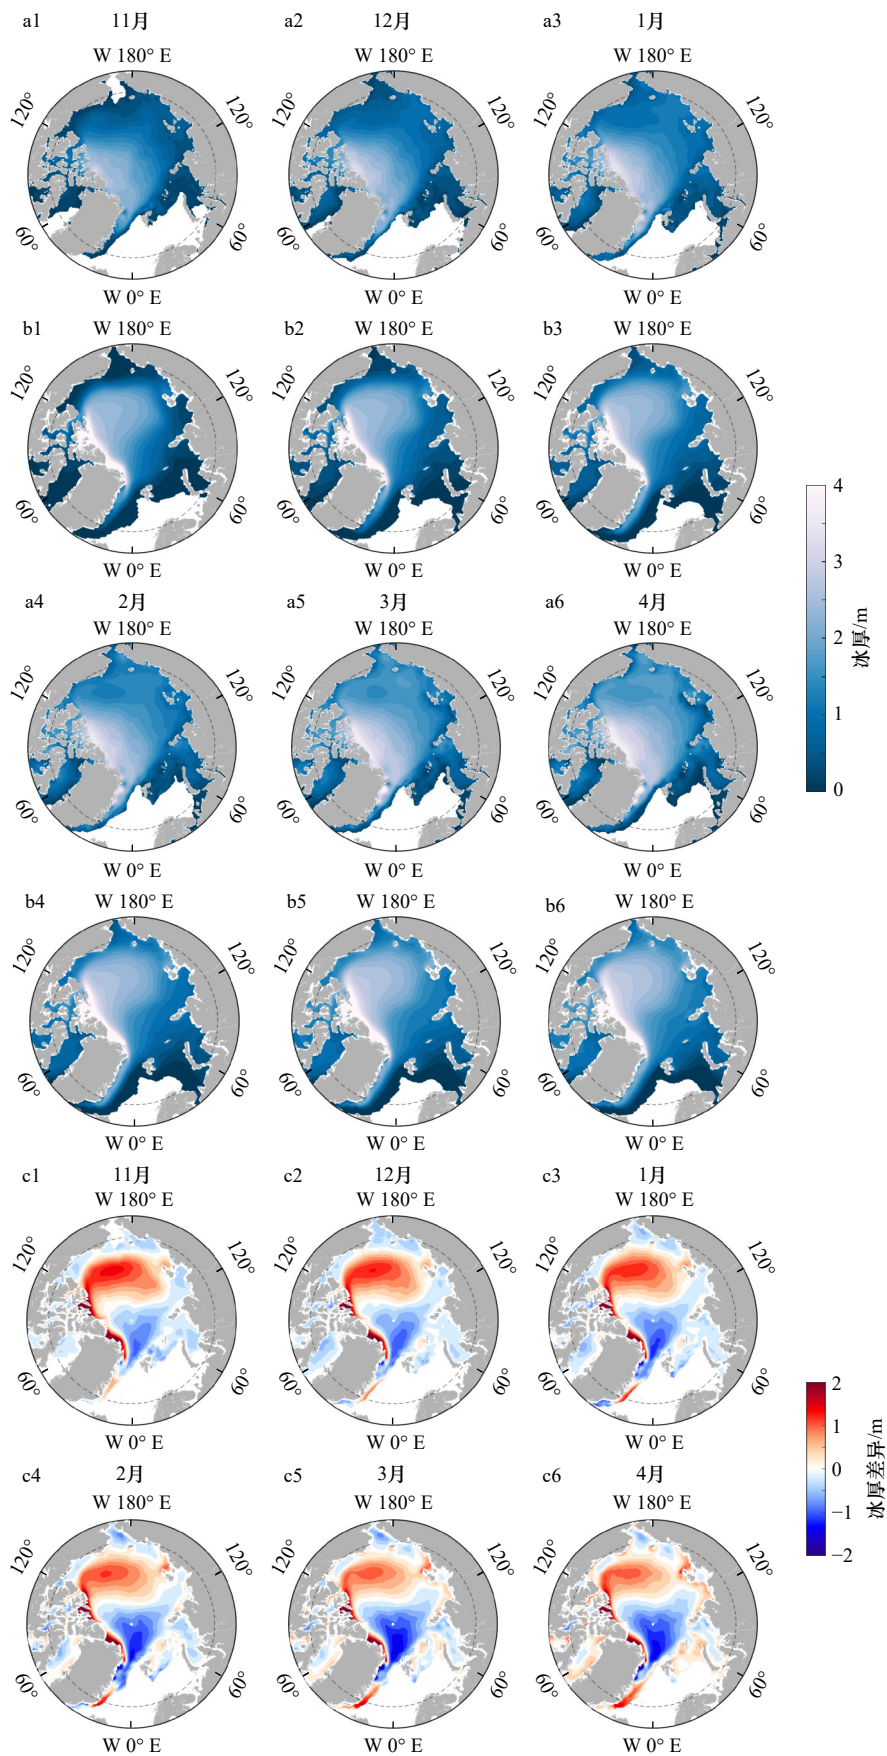 a1 11月 a2 12月 a3 1月
W 180° E W 180° E W 180° E
120° 120° 120° 120° 120° 120°
60° 60° 60° 60° 60° 60°
W 0° E W 0° E W 0° E
b1 W 180° E b2 W 180° E b3 W 180° E
120° 120° 120° 120° 120° 120°
60° 60° 60° 60° 60° 60°
W 0° E W 0° E W 0° E
4
3
2
1
0
冰厚/m
a4 2月 a5 3月 a6 4月
W 180° E W 180° E W 180° E
120° 120° 120° 120° 120° 120°
60° 60° 60° 60° 60° 60°
W 0° E W 0° E W 0° E
b4 W 180° E b5 W 180° E b6 W 180° E
120° 120° 120° 120° 120° 120°
60° 60° 60° 60° 60° 60°
W 0° E W 0° E W 0° E
c1 11月 c2 12月 c3 1月
W 180° E W 180° E W 180° E
120° 120° 120° 120° 120° 120°
60° 60° 60° 60° 60° 60°
W 0° E W 0° E W 0° E
2
1
0
−1
−2
冰厚差异/m
c4 2月 c5 3月 c6 4月
W 180° E W 180° E W 180° E
120° 120° 120° 120° 120° 120°
60° 60° 60° 60° 60° 60°
W 0° E W 0° E W 0° E